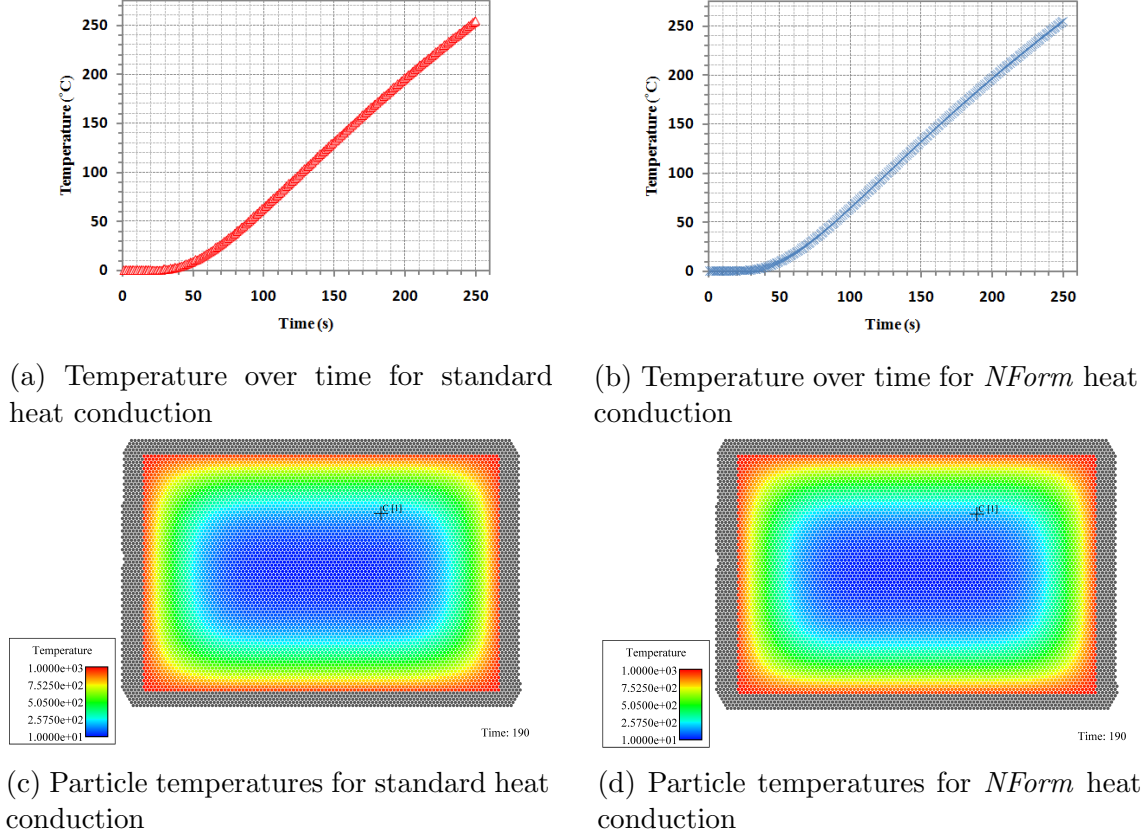 250
200
150
100
50
0
Temperature (˚C)
0 50 100 150 200 250
Time (s)
250
200
150
100
50
0
Temperature (˚C)
0 50 100 150 200 250
Time (s)
(a) Temperature over time for standard
heat conduction
(b) Temperature over time for NForm heat
conduction
C [1]
Temperature
1.0000e+03
7.5250e+02
5.0500e+02
2.5750e+02
1.0000e+01
Time: 190
C [1]
Temperature
1.0000e+03
7.5250e+02
5.0500e+02
2.5750e+02
1.0000e+01
Time: 190
(c) Particle temperatures for standard heat
conduction
(d) Particle temperatures for NForm heat
conduction